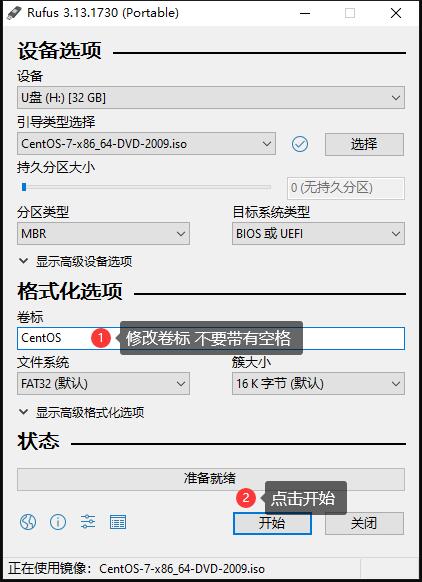 Rufus 3.13.1730 (Portable)
设备选项
设备
U盘 (H:) [32 GB]
引导类型选择
CentOS-7-x86_64-DVD-2009.iso
选择
持久分区大小
0 (无持久分区)
分区类型
目标系统类型
MBR
BIOS 或 UEFI
显示高级设备选项
格式化选项
卷标
CentOS
1
修改卷标 不要带有空格
文件系统
簇大小
FAT32 (默认)
16 K 字节 (默认)
显示高级格式化选项
状态
准备就绪
2
点击开始
开始
关闭
正在使用镜像: CentOS-7-x86_64-DVD-2009.iso